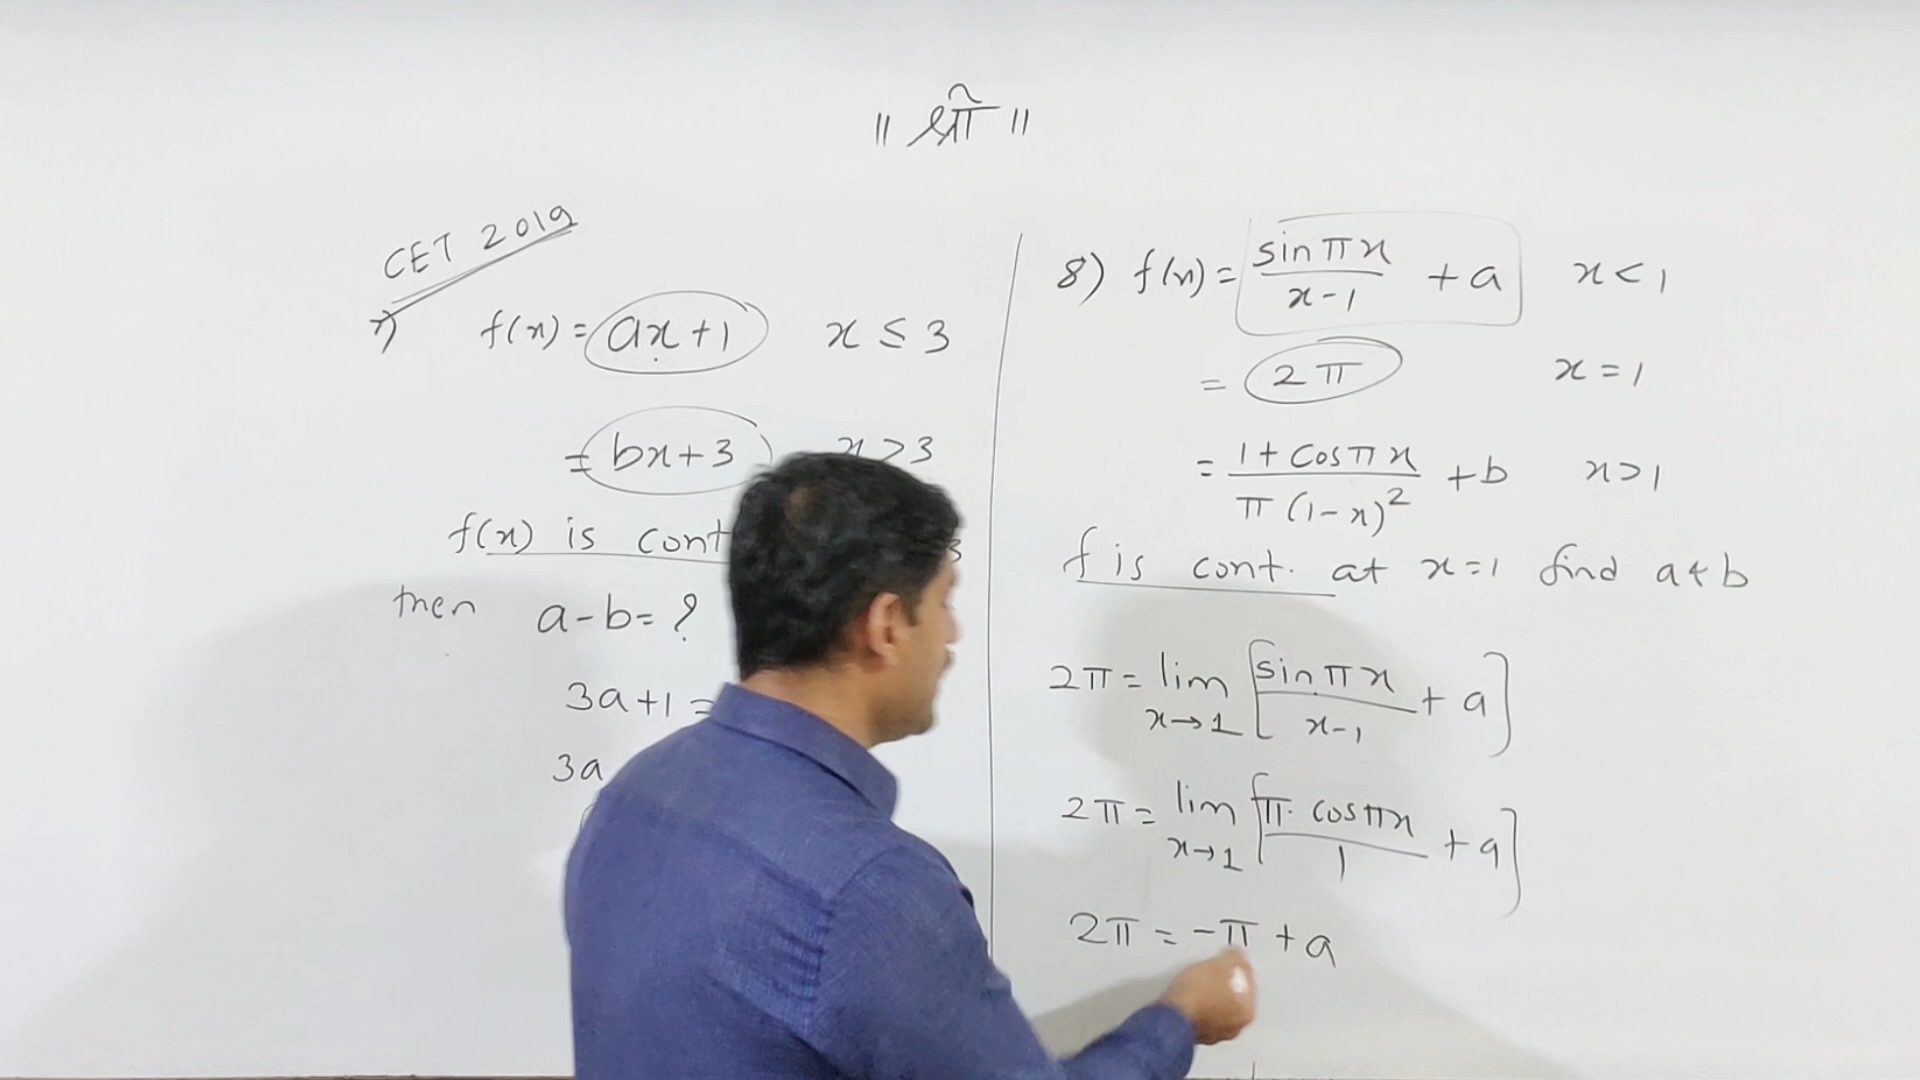 ॥ श्री ॥
CET 2019
7) f(x) = ax+1 x ≤ 3
= bx+3 x>3
f(x) is cont 3
then a-b= ?
3a+1 =
3a
8) f(x) = sin πx / x-1 + a x < 1
= 2π x = 1
= 1 + cos πx / π (1-x)² + b x>1
f is cont. at x=1 find a & b
2π = lim x→1 [sin πx / x-1 + a]
2π = lim x→1 [π. cos πx / 1 + a]
2π = -π + a